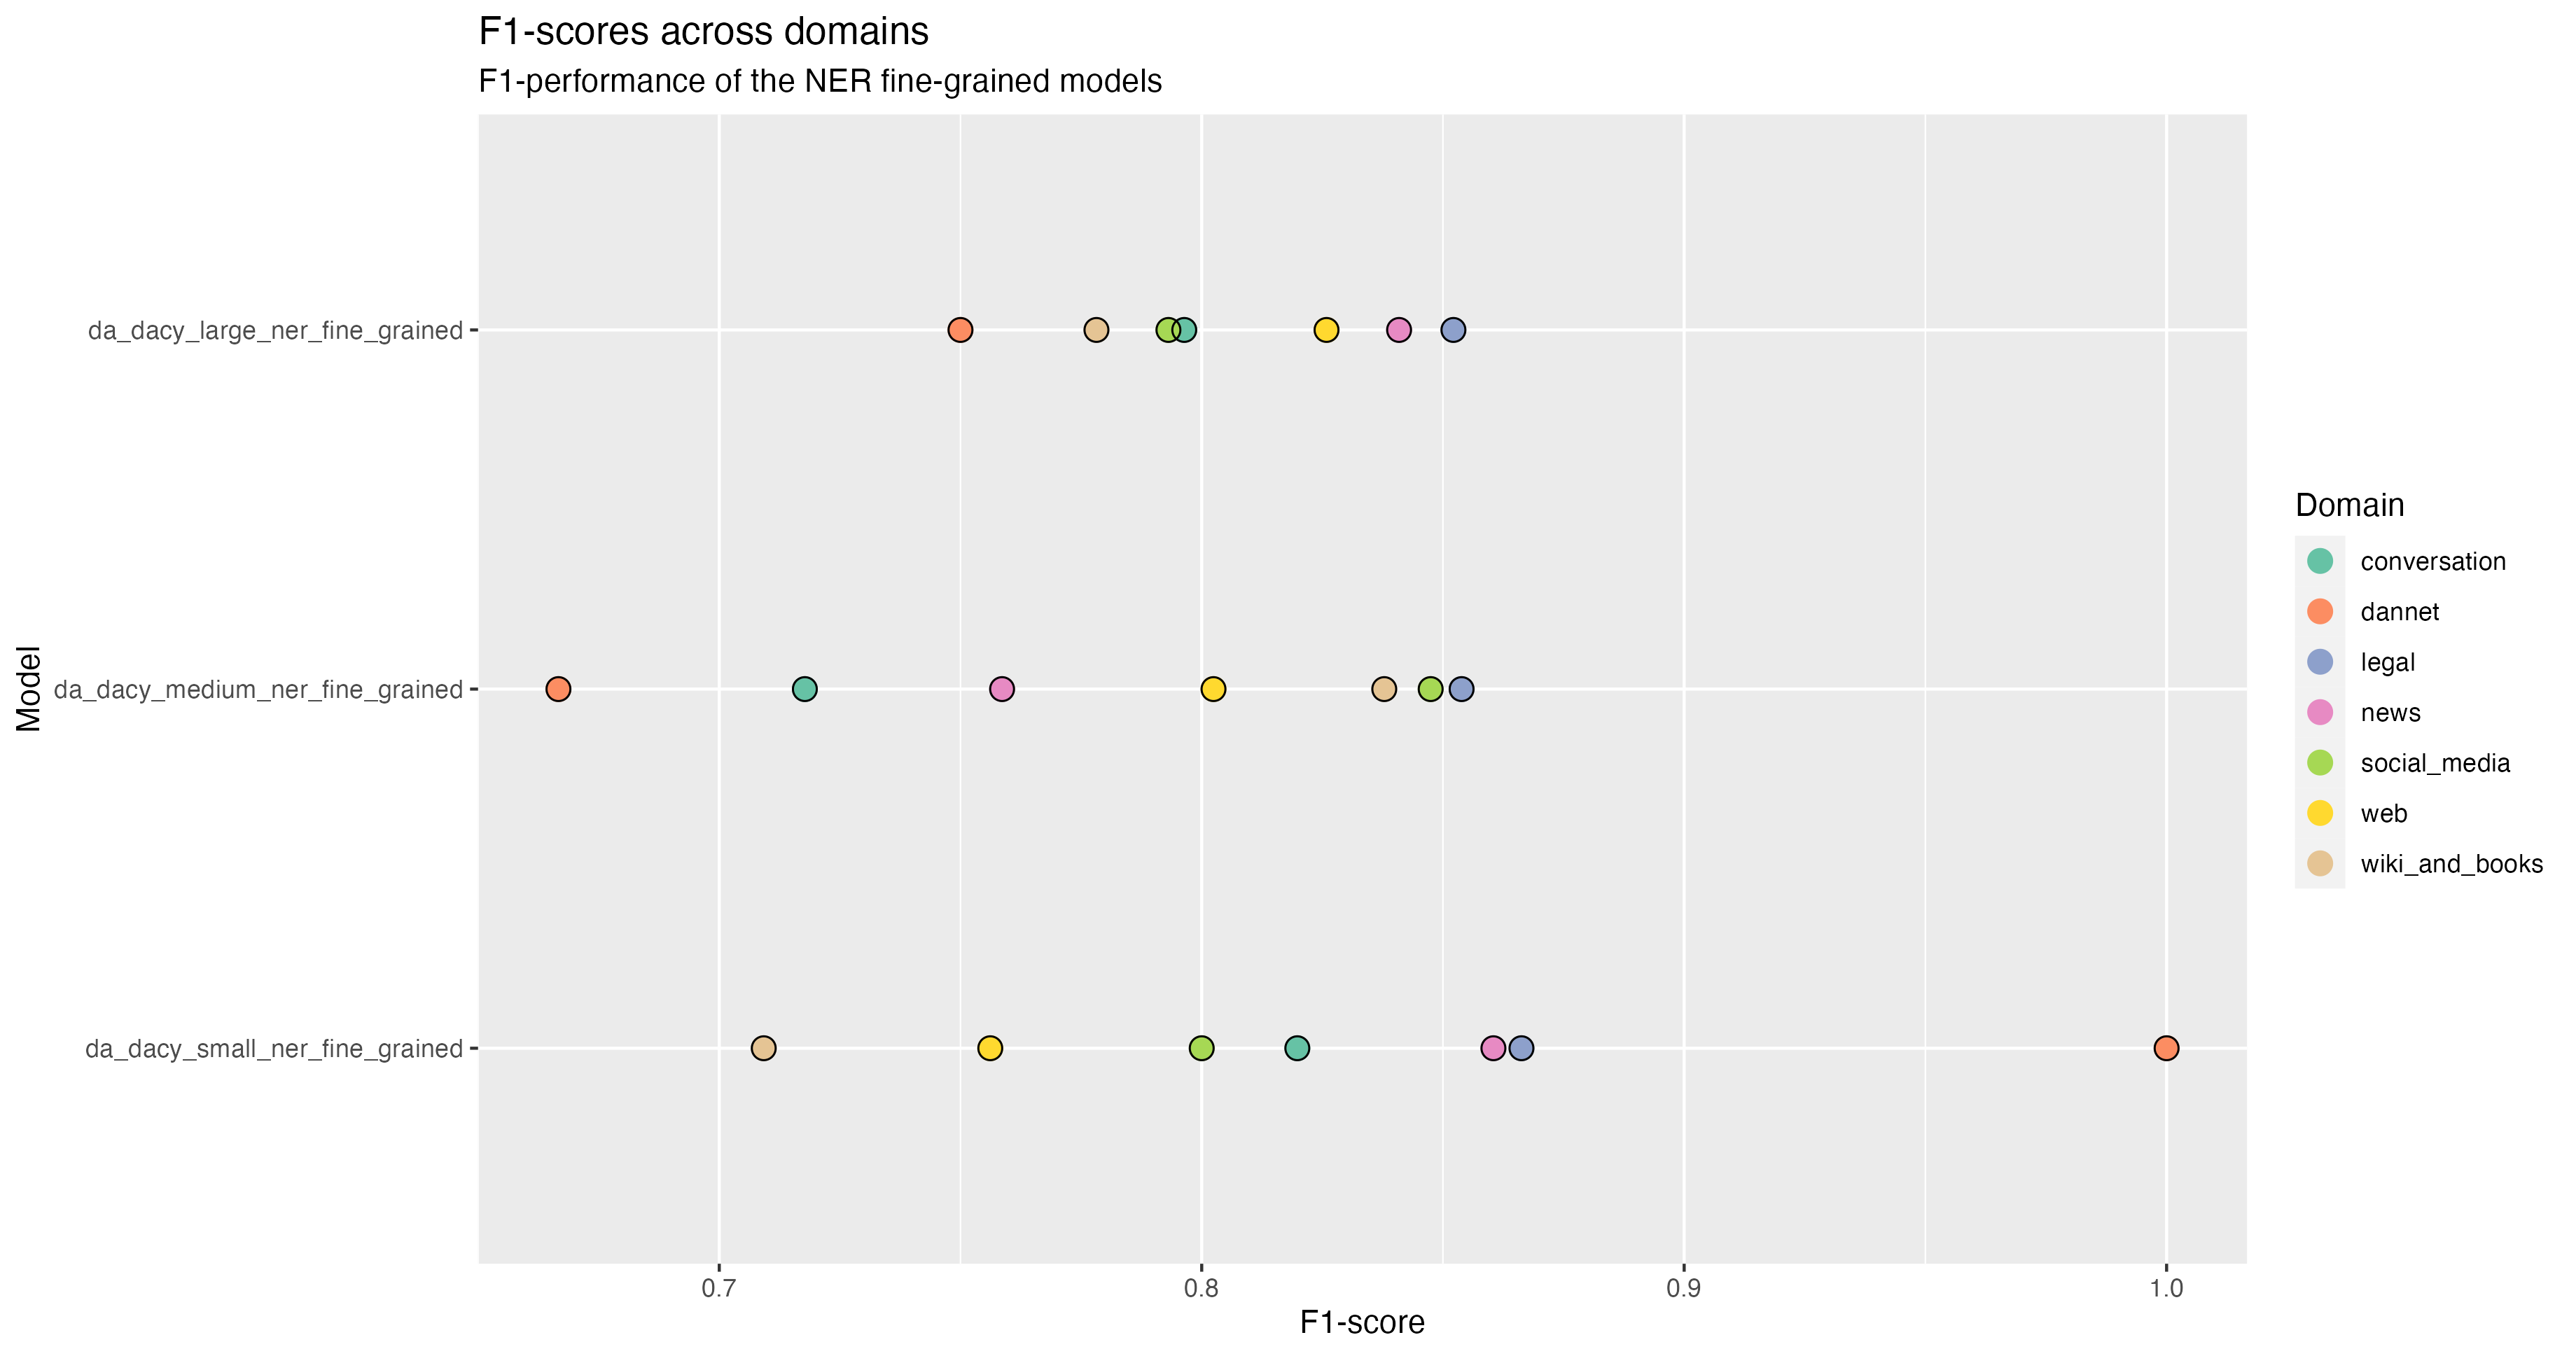 F1-scores across domains
F1-performance of the NER fine-grained models
Model
da_dacy_large_ner_fine_grained
da_dacy_medium_ner_fine_grained
da_dacy_small_ner_fine_grained
0.7
0.8
0.9
1.0
F1-score
Domain
conversation
dannet
legal
news
social_media
web
wiki_and_books